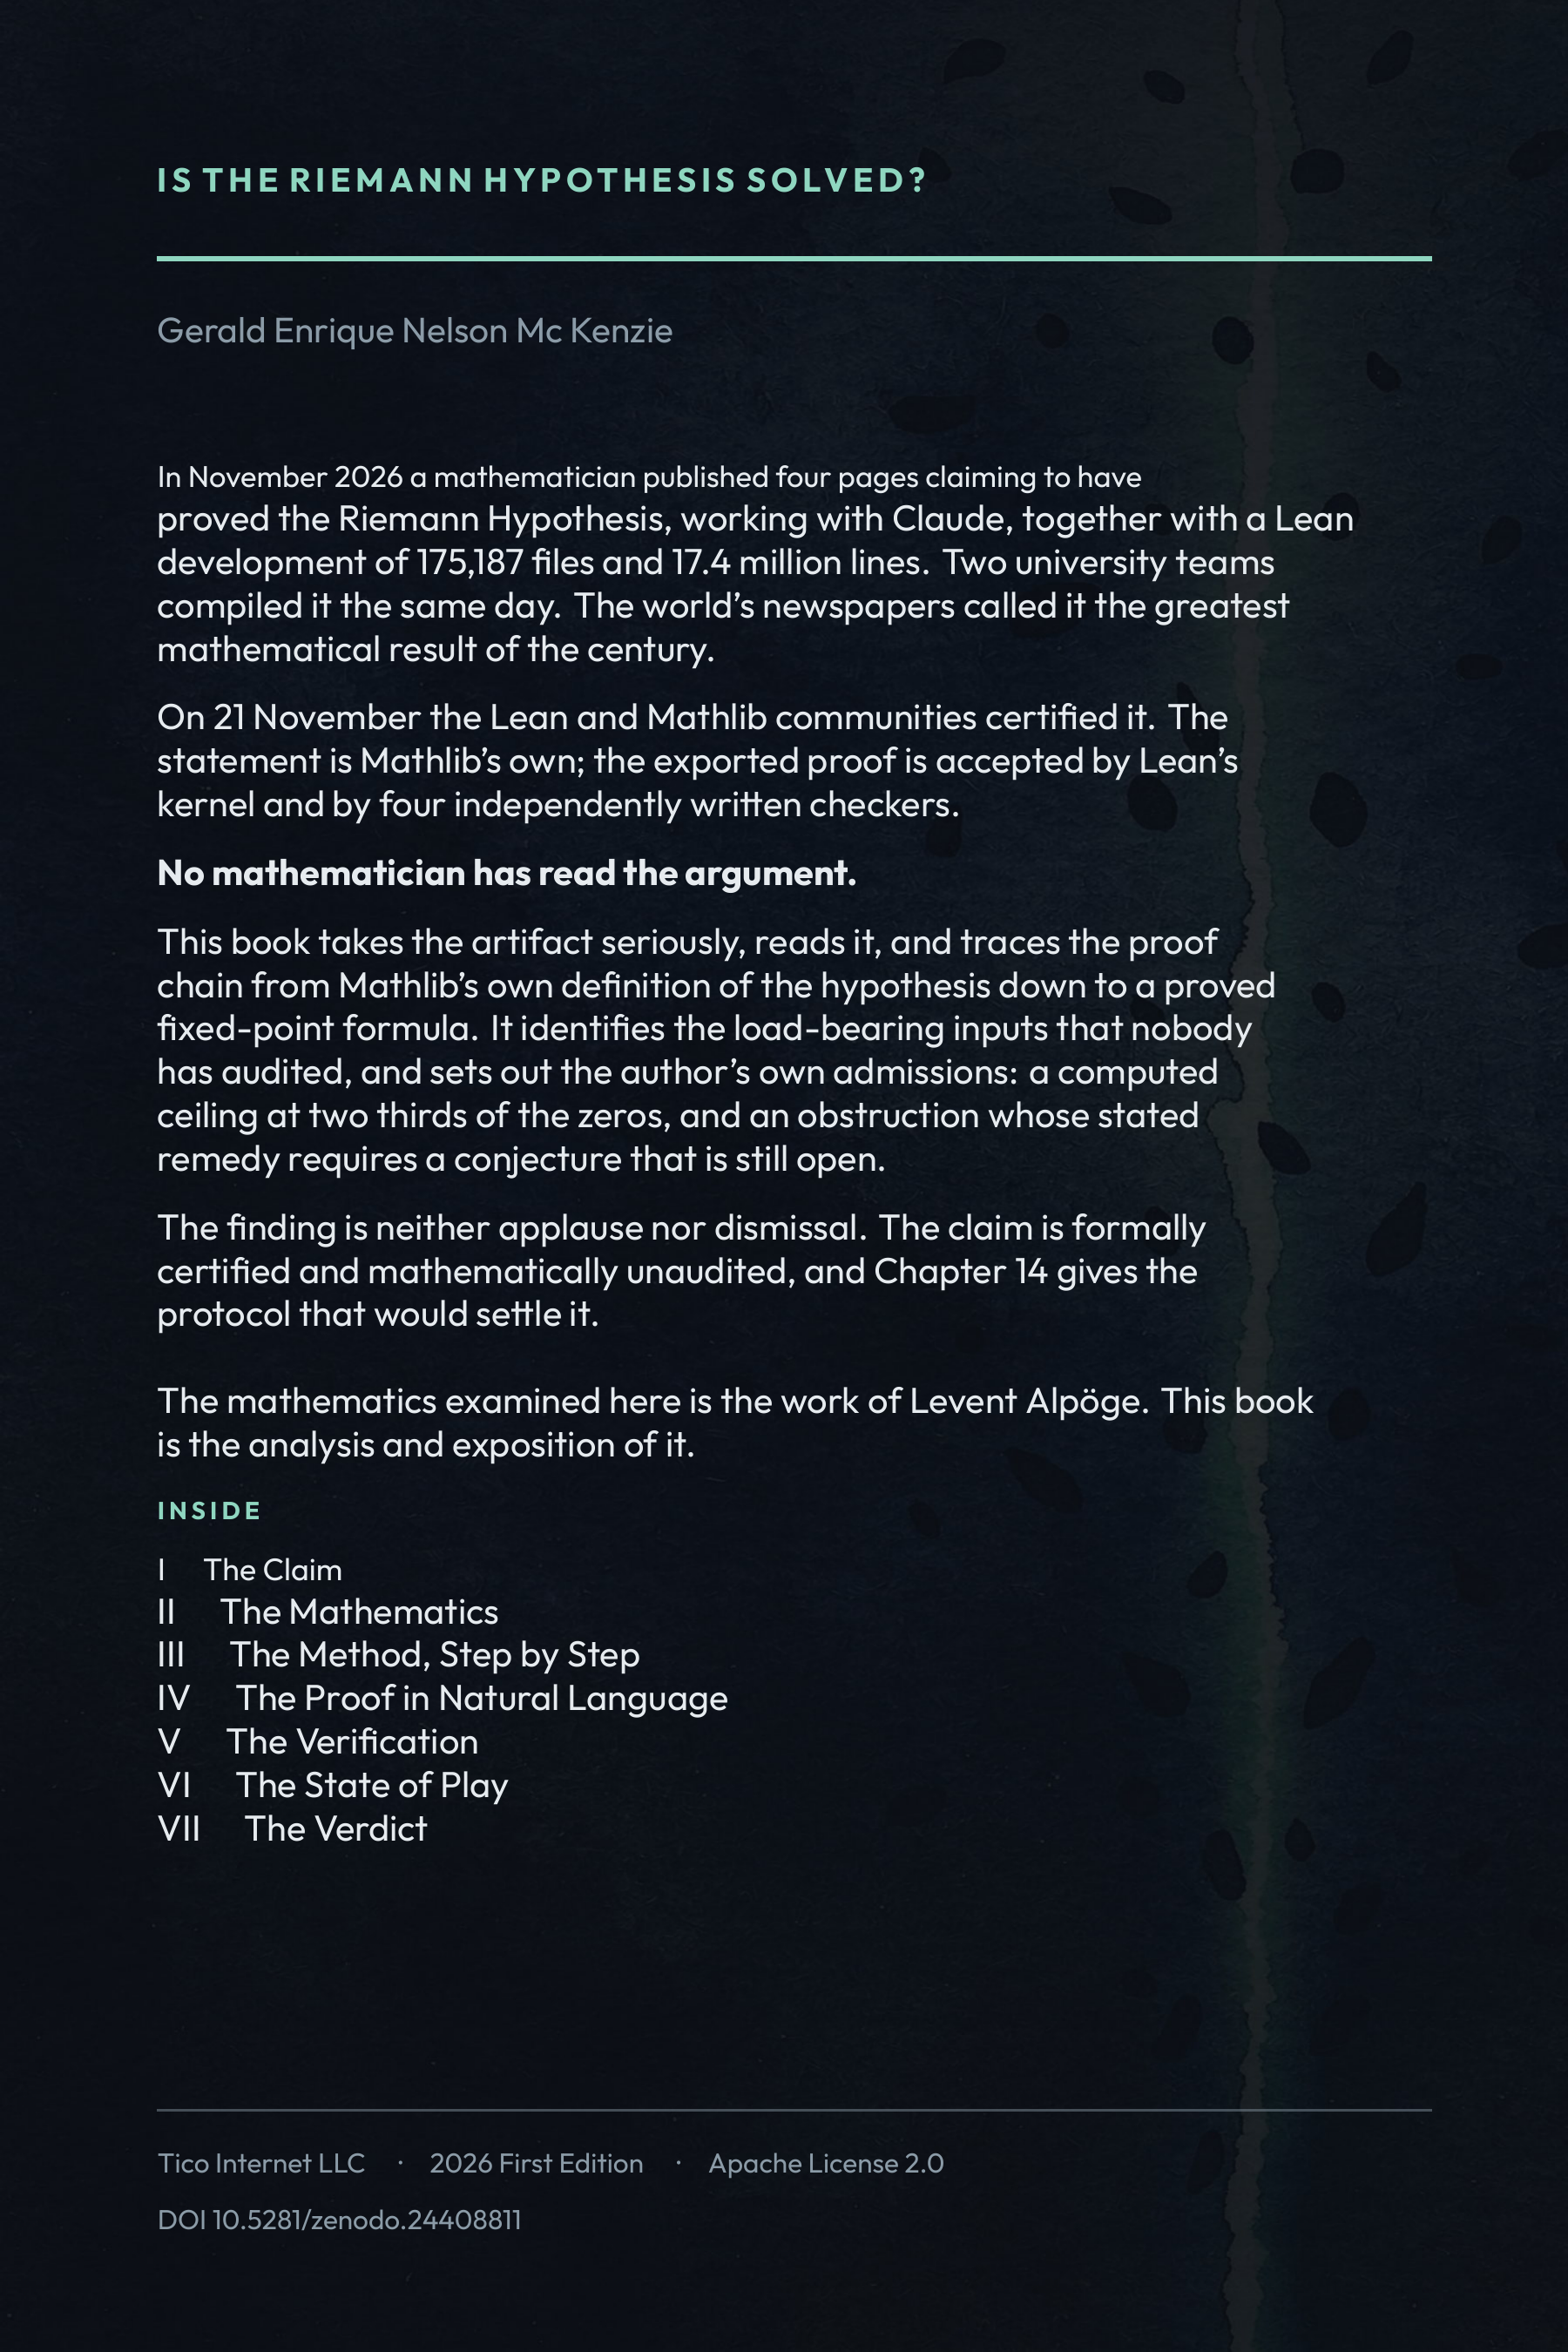 IS THE RIEMANN HYPOTHESIS SOLVED?
Gerald Enrique Nelson Mc Kenzie
In November 2026 a mathematician published four pages claiming to have
proved the Riemann Hypothesis, working with Claude, together with a Lean
development of 175,187 files and 17.4 million lines. Two university teams
compiled it the same day. The world’s newspapers called it the greatest
mathematical result of the century.
On 21 November the Lean and Mathlib communities certified it. The
statement is Mathlib’s own; the exported proof is accepted by Lean’s
kernel and by four independently written checkers.
No mathematician has read the argument.
This book takes the artifact seriously, reads it, and traces the proof
chain from Mathlib’s own definition of the hypothesis down to a proved
fixed-point formula. It identifies the load-bearing inputs that nobody
has audited, and sets out the author’s own admissions: a computed
ceiling at two thirds of the zeros, and an obstruction whose stated
remedy requires a conjecture that is still open.
The finding is neither applause nor dismissal. The claim is formally
certified and mathematically unaudited, and Chapter 14 gives the
protocol that would settle it.
The mathematics examined here is the work of Levent Alpöge. This book
is the analysis and exposition of it.
INSIDE
I The Claim
II The Mathematics
III The Method, Step by Step
IV The Proof in Natural Language
V The Verification
VI The State of Play
VII The Verdict
Tico Internet LLC · 2026 First Edition · Apache License 2.0
DOI 10.5281/zenodo.24408811